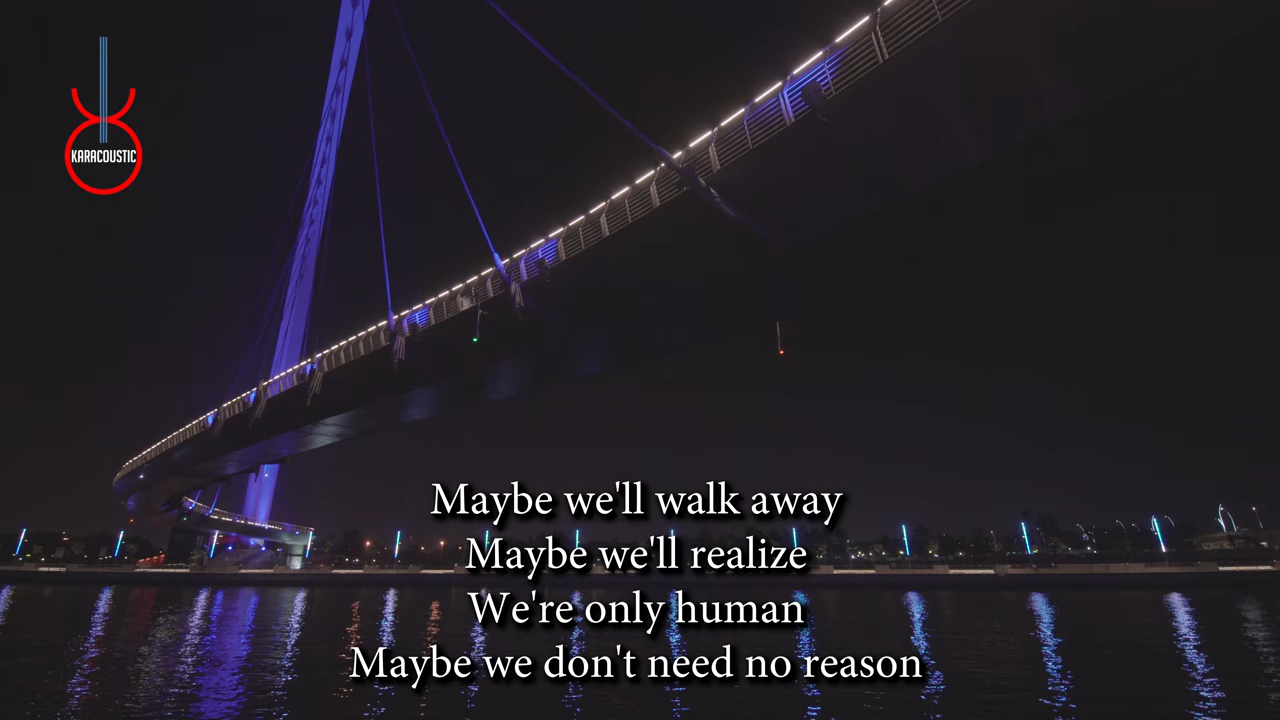 KARACOUSTIC
Maybe we'll walk away
Maybe we'll realize
We're only human
Maybe we don't need no reason